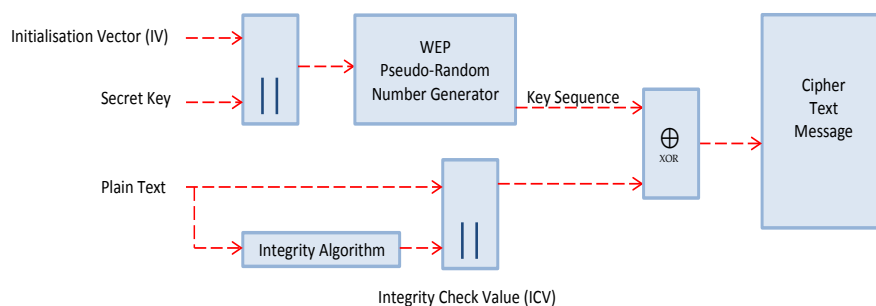 Initialisation Vector (IV)
Secret Key
||
WEP
Pseudo-Random
Number Generator
Key Sequence
⊕
XOR
Cipher
Text
Message
Plain Text
Integrity Algorithm
||
Integrity Check Value (ICV)